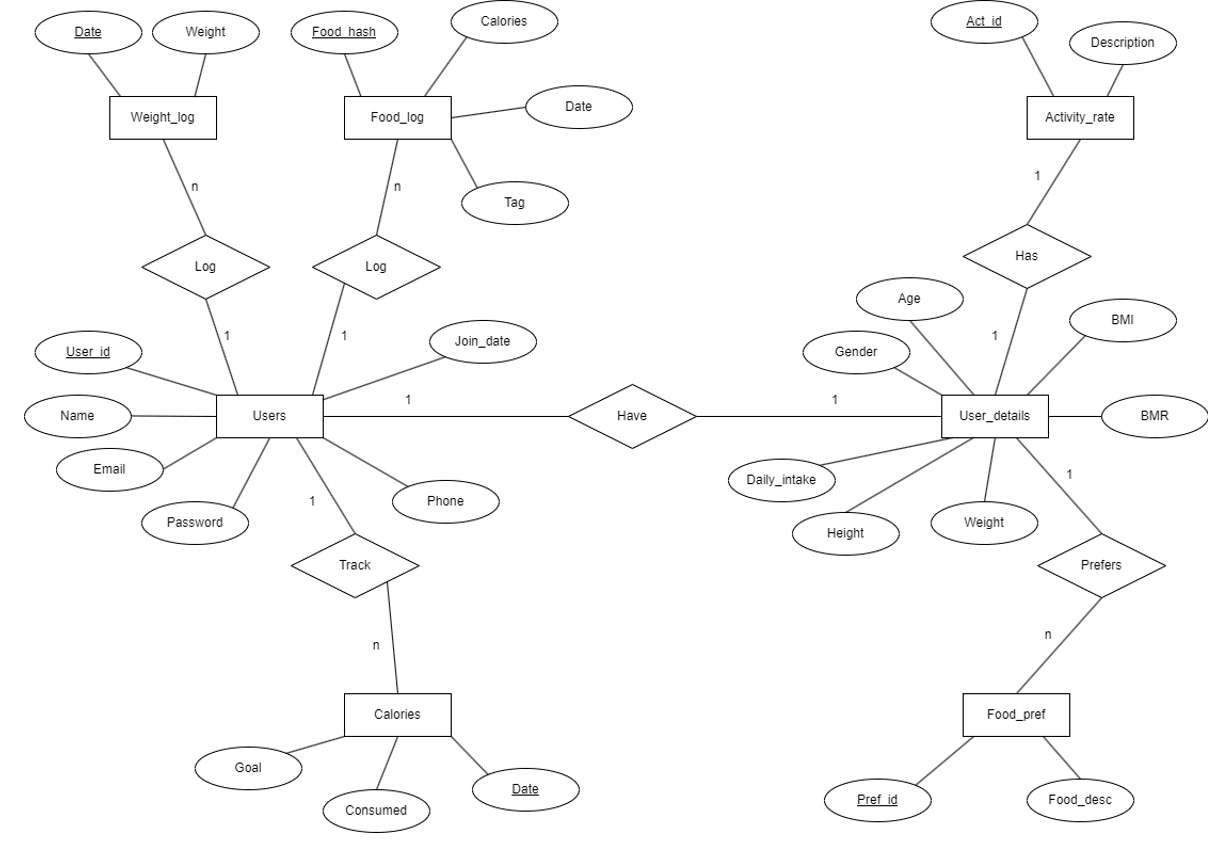 Date
Weight
Food_hash
Calories
Act_id
Description
Weight_log
Food_log
Date
Activity_rate
Tag
n
n
1
Log
Log
Has
1
1
1
Age
BMI
Gender
User_id
Join_date
Name
Users
1
Have
1
User_details
BMR
Email
Daily_intake
Password
1
Phone
Height
Weight
1
Track
Prefers
n
n
Calories
Food_pref
Goal
Consumed
Date
Pref_id
Food_desc